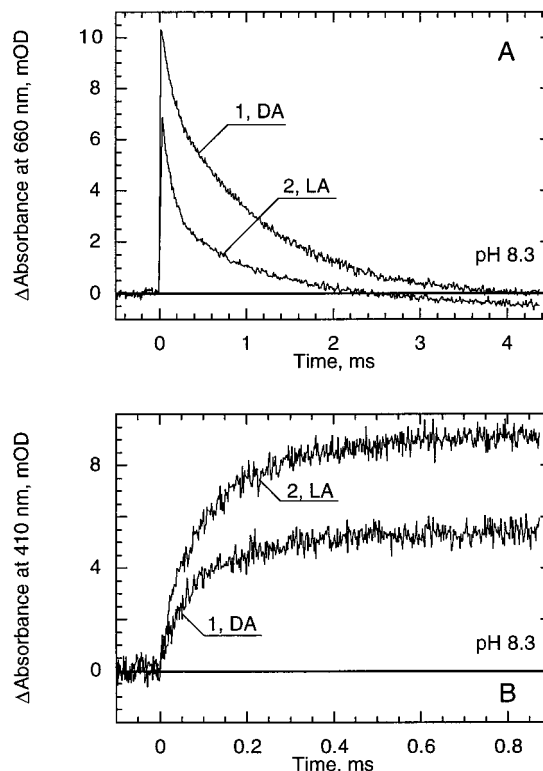 ΔAbsorbance at 660 nm, mOD
10
8
6
4
2
0
A
1, DA
2, LA
pH 8.3
0 1 2 3 4
Time, ms
ΔAbsorbance at 410 nm, mOD
8
4
0
2, LA
1, DA
pH 8.3
B
0 0.2 0.4 0.6 0.8
Time, ms